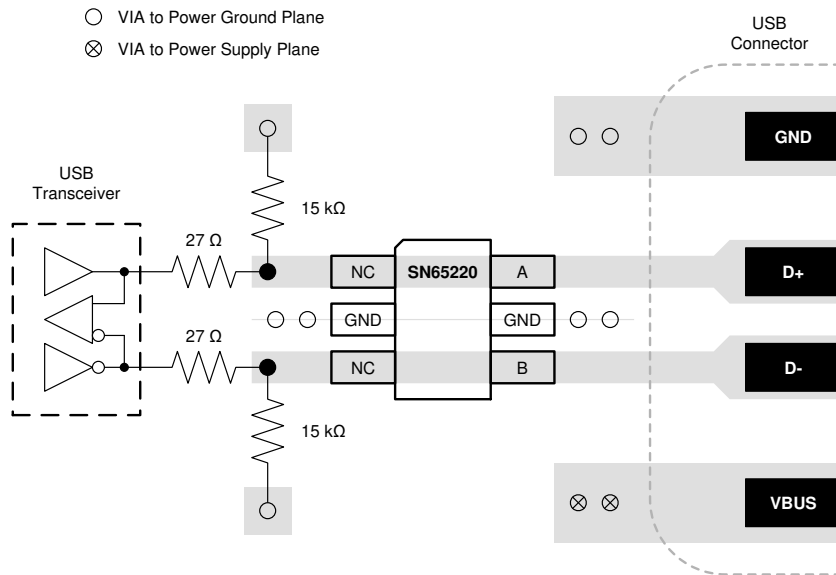 VIA to Power Ground Plane
VIA to Power Supply Plane
USB
Connector
GND
USB
Transceiver
15 kΩ
27 Ω
NC
SN65220
A
D+
GND
GND
27 Ω
NC
B
D-
15 kΩ
VBUS